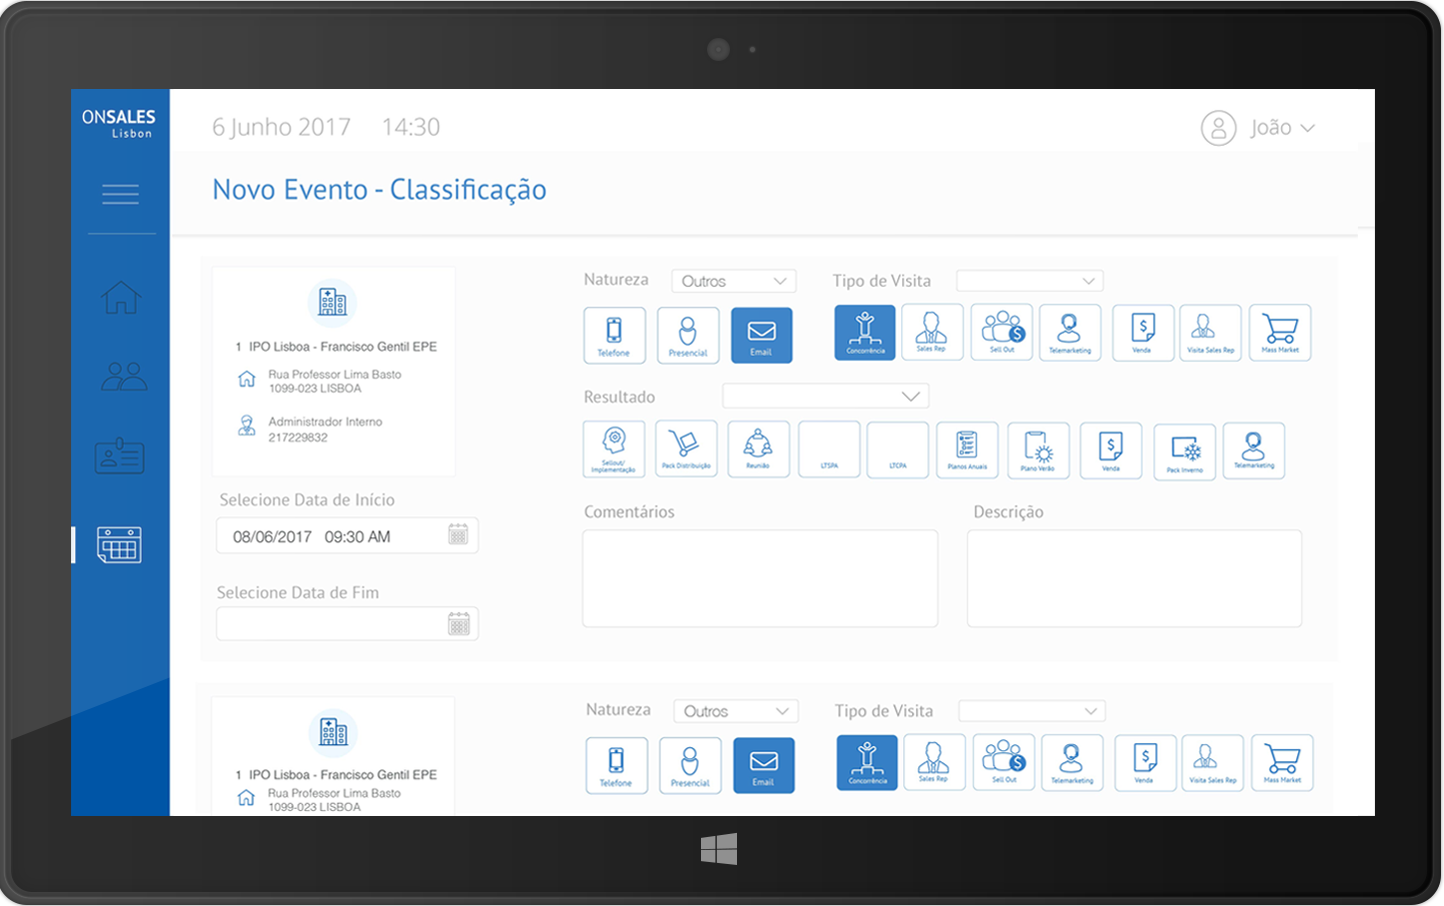 ONSALES
Lisbon
6 Junho 2017 14:30
João
Novo Evento - Classificação
1 IPO Lisboa - Francisco Gentil EPE
Rua Professor Lima Basto
1099-023 LISBOA
Administrador Interno
217229832
Selecione Data de Início
08/06/2017 09:30 AM
Selecione Data de Fim
Natureza Outros
Tipo de Visita
Telefone Presencial Email
Concorrência Sales Rep Sell Out Telemarketing Venda Visita Sales Rep Mass Market
Resultado
Sellout/
Implementação
Pack Distribuição Reunião LTSPA LTCPA Planos Anuais Plano Verão Venda Pack Inverno Telemarketing
Comentários
Descrição
1 IPO Lisboa - Francisco Gentil EPE
Rua Professor Lima Basto
1099-023 LISBOA
Natureza Outros
Tipo de Visita
Telefone Presencial Email
Concorrência Sales Rep Sell Out Telemarketing Venda Visita Sales Rep Mass Market